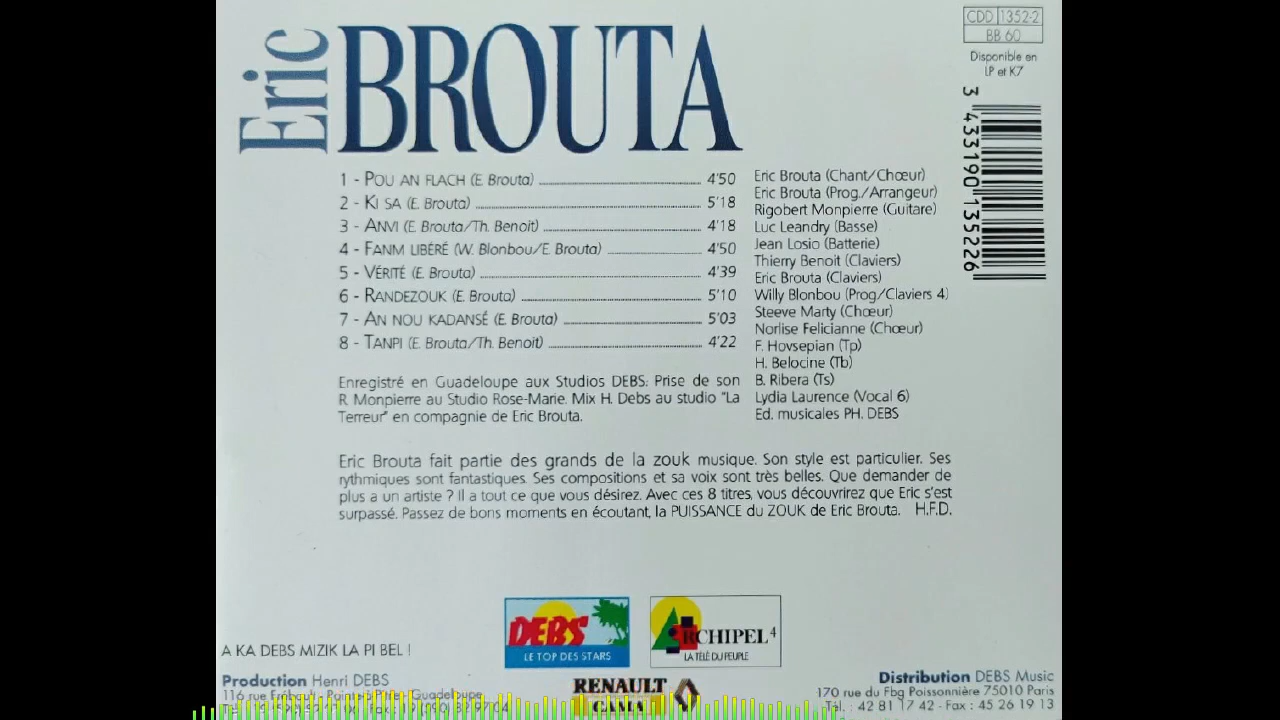 Eric
BROUTA
CDD 1352-2
BB 60
Disponible en
LP et K7
3 433190 135226
1 - POU AN FLACH (E. Brouta) 4'50
2 - KI SA (E. Brouta) 5'18
3 - ANVI (E. Brouta/Th. Benoit) 4'18
4 - FANM LIBÉRÉ (W. Blonbou/E. Brouta) 4'50
5 - VÉRITÉ (E. Brouta) 4'39
6 - RANDEZOUK (E. Brouta) 5'10
7 - AN NOU KADANSÉ (E. Brouta) 5'03
8 - TANPI (E. Brouta/Th. Benoit) 4'22
Enregistré en Guadeloupe aux Studios DEBS. Prise de son
R. Monpierre au Studio Rose-Marie. Mix H. Debs au studio "La
Terreur" en compagnie de Eric Brouta.
Eric Brouta (Chant/Chœur)
Eric Brouta (Prog./Arrangeur)
Rigobert Monpierre (Guitare)
Luc Leandry (Basse)
Jean Losio (Batterie)
Thierry Benoit (Claviers)
Eric Brouta (Claviers)
Willy Blonbou (Prog/Claviers 4)
Steeve Marty (Chœur)
Norlise Felicianne (Chœur)
F. Hovsepian (Tp)
H. Belocine (Tb)
B. Ribera (Ts)
Lydia Laurence (Vocal 6)
Ed. musicales PH. DEBS
Eric Brouta fait partie des grands de la zouk musique. Son style est particulier. Ses
rythmiques sont fantastiques. Ses compositions et sa voix sont très belles. Que demander de
plus a un artiste ? Il a tout ce que vous désirez. Avec ces 8 titres, vous découvrirez que Eric s'est
surpassé. Passez de bons moments en écoutant, la PUISSANCE du ZOUK de Eric Brouta. H.F.D.
DEBS
LE TOP DES STARS
ARCHIPEL 4
LA TÉLÉ DU PEUPLE
A KA DEBS MIZIK LA PI BEL !
Production Henri DEBS
116 rue Frébault - Pointe à Pitre - Guadeloupe
RENAULT
GAMA
Distribution DEBS Music
170 rue du Fbg Poissonnière 75010 Paris
Tél. : 42 81 17 42 - Fax : 45 26 19 13